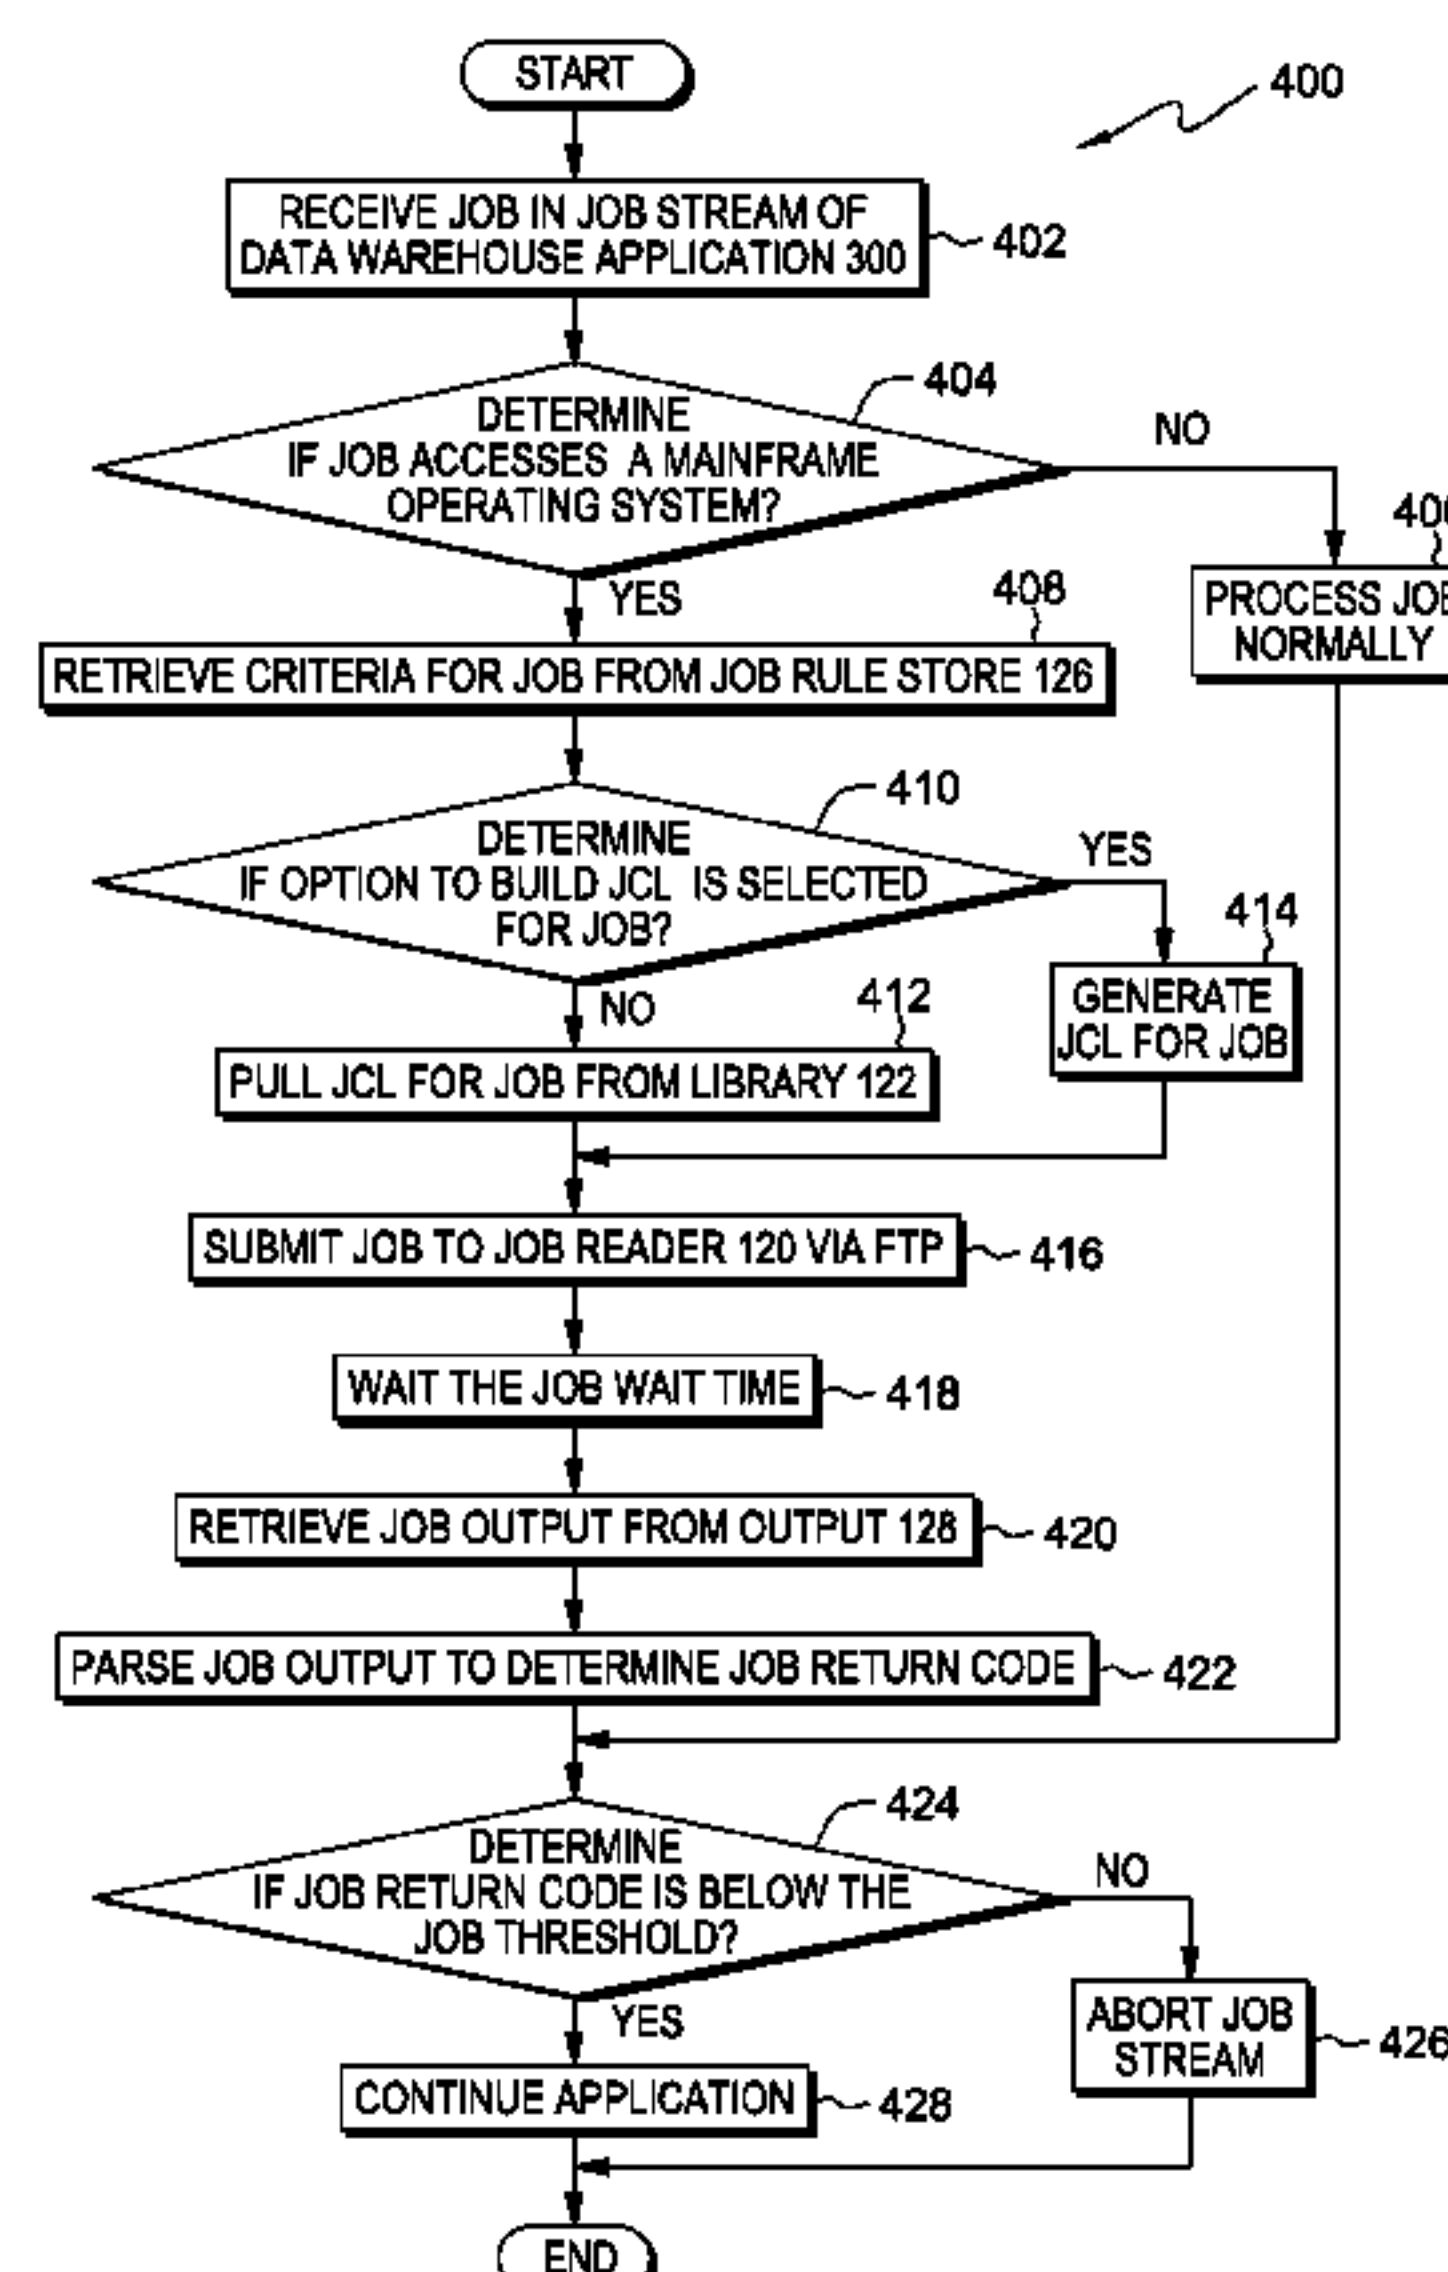 START
400
RECEIVE JOB IN JOB STREAM OF
DATA WAREHOUSE APPLICATION 300
402
404
DETERMINE
IF JOB ACCESSES A MAINFRAME
OPERATING SYSTEM?
NO
YES
PROCESS
NORMALLY
408
RETRIEVE CRITERIA FOR JOB FROM JOB RULE STORE 126
410
DETERMINE
IF OPTION TO BUILD JCL IS SELECTED
FOR JOB?
YES
NO
414
GENERATE
JCL FOR JOB
412
PULL JCL FOR JOB FROM LIBRARY 122
SUBMIT JOB TO JOB READER 120 VIA FTP
416
WAIT THE JOB WAIT TIME
418
RETRIEVE JOB OUTPUT FROM OUTPUT 128
420
PARSE JOB OUTPUT TO DETERMINE JOB RETURN CODE
422
424
DETERMINE
IF JOB RETURN CODE IS BELOW THE
JOB THRESHOLD?
NO
YES
ABORT JOB
STREAM
426
CONTINUE APPLICATION
428
END